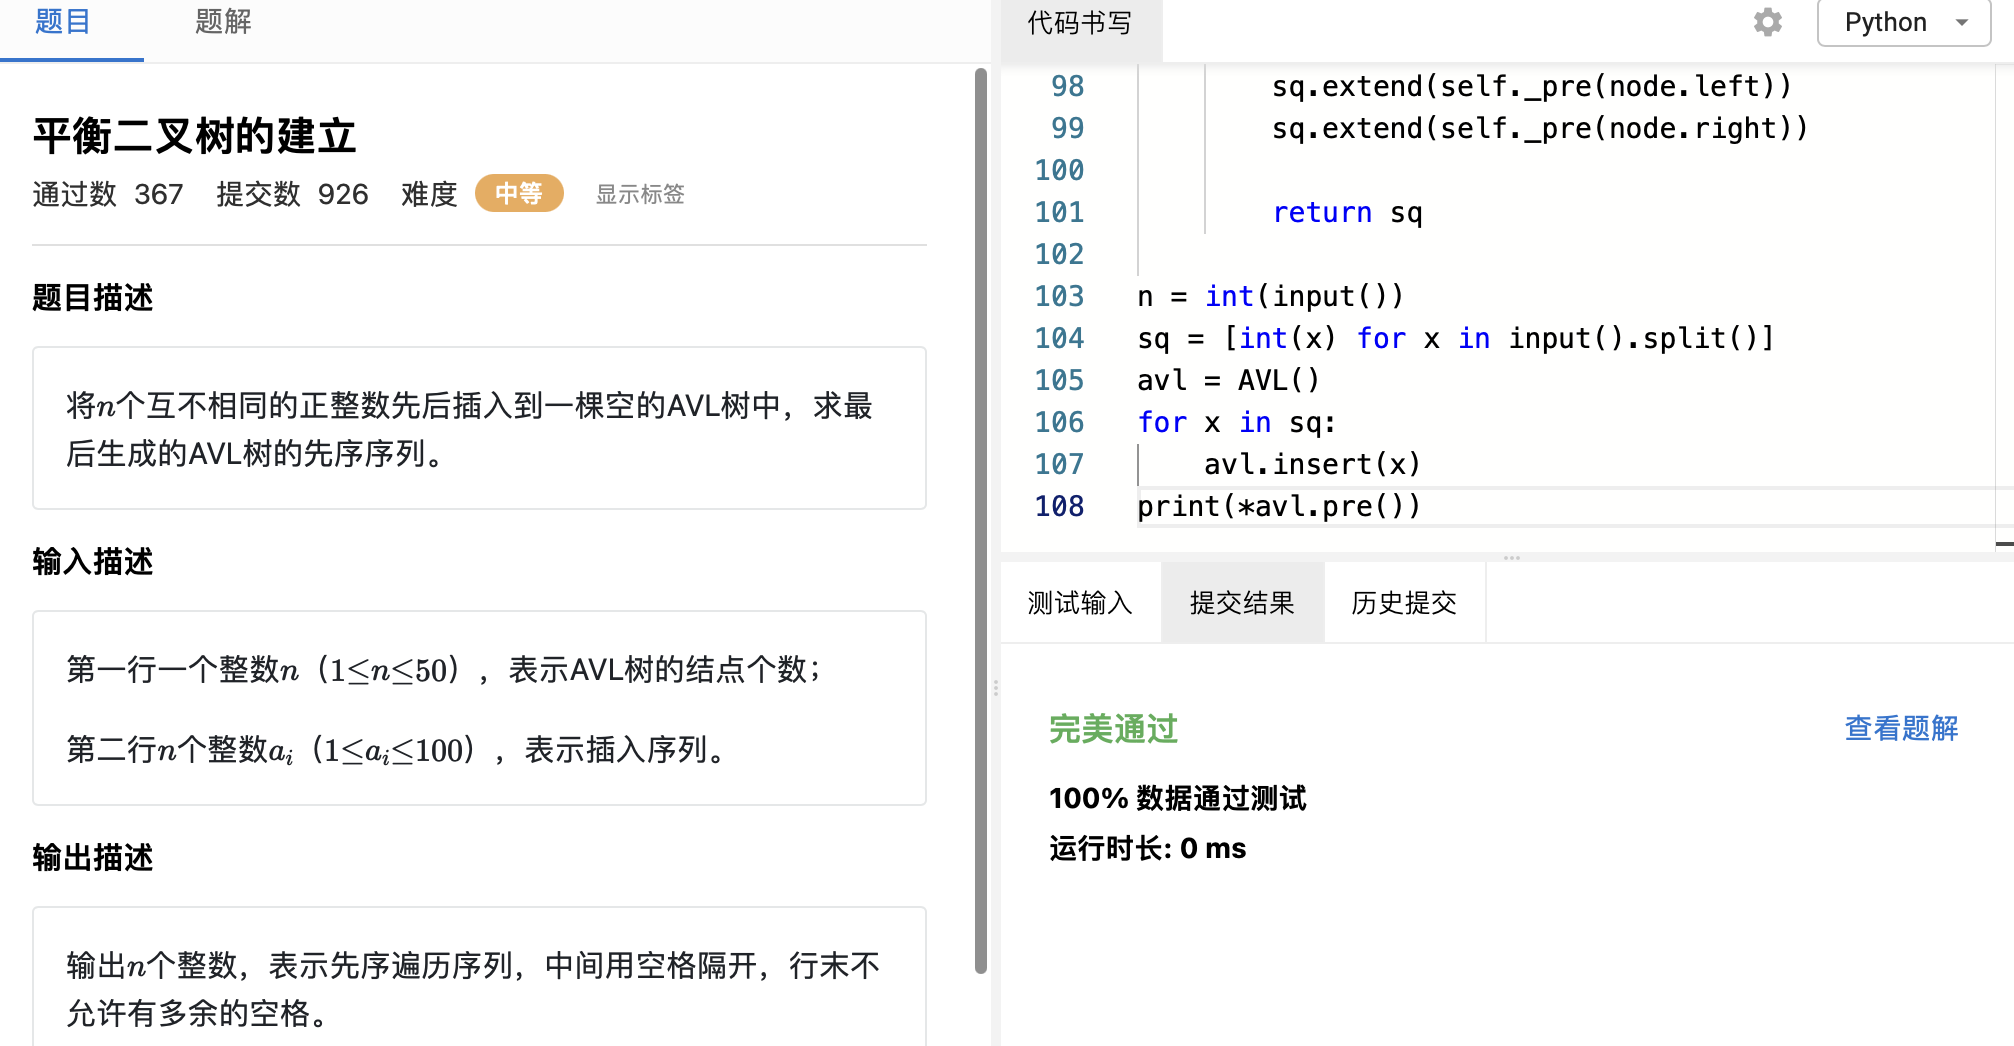 题目
题解
平衡二叉树的建立
通过数 367 提交数 926 难度 中等 显示标签
题目描述
将n个互不相同的正整数先后插入到一棵空的AVL树中，求最
后生成的AVL树的先序序列。
输入描述
第一行一个整数n（1≤n≤50），表示AVL树的结点个数；
第二行n个整数aᵢ（1≤aᵢ≤100），表示插入序列。
输出描述
输出n个整数，表示先序遍历序列，中间用空格隔开，行末不
允许有多余的空格。
代码书写
Python
98 sq.extend(self._pre(node.left))
99 sq.extend(self._pre(node.right))
100
101 return sq
102
103 n = int(input())
104 sq = [int(x) for x in input().split()]
105 avl = AVL()
106 for x in sq:
107 avl.insert(x)
108 print(*avl.pre())
测试输入
提交结果
历史提交
完美通过
查看题解
100% 数据通过测试
运行时长: 0 ms